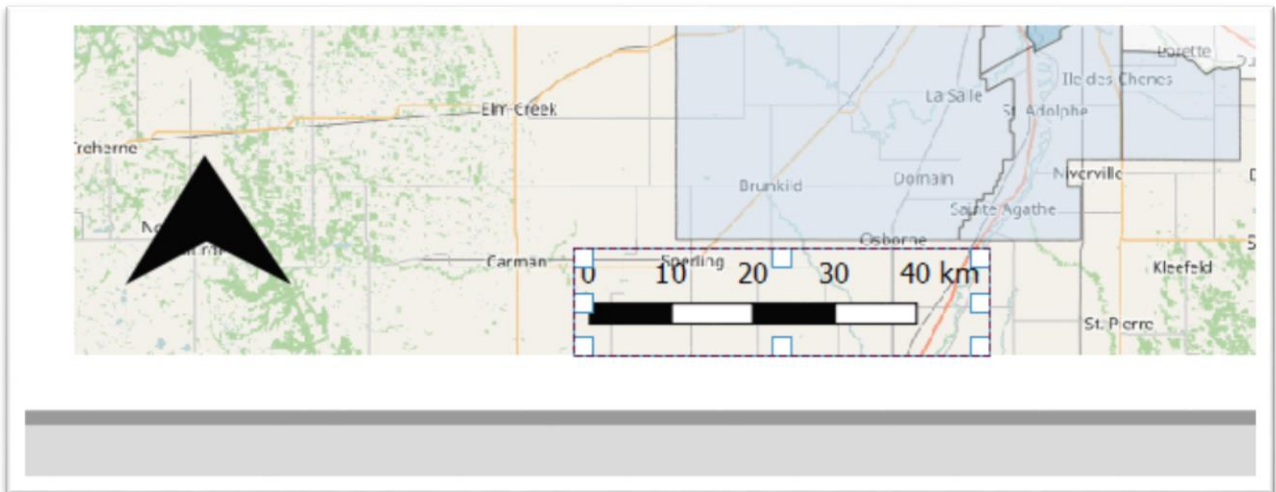 Lorette
Ile des Chenes
La Salle
Elm Creek
St. Adolphe
Treherne
Niverville
Brunkild
Domain
Sainte Agathe
Osborne
Carman
Sperling
Kleefeld
0 10 20 30 40 km
St. Pierre